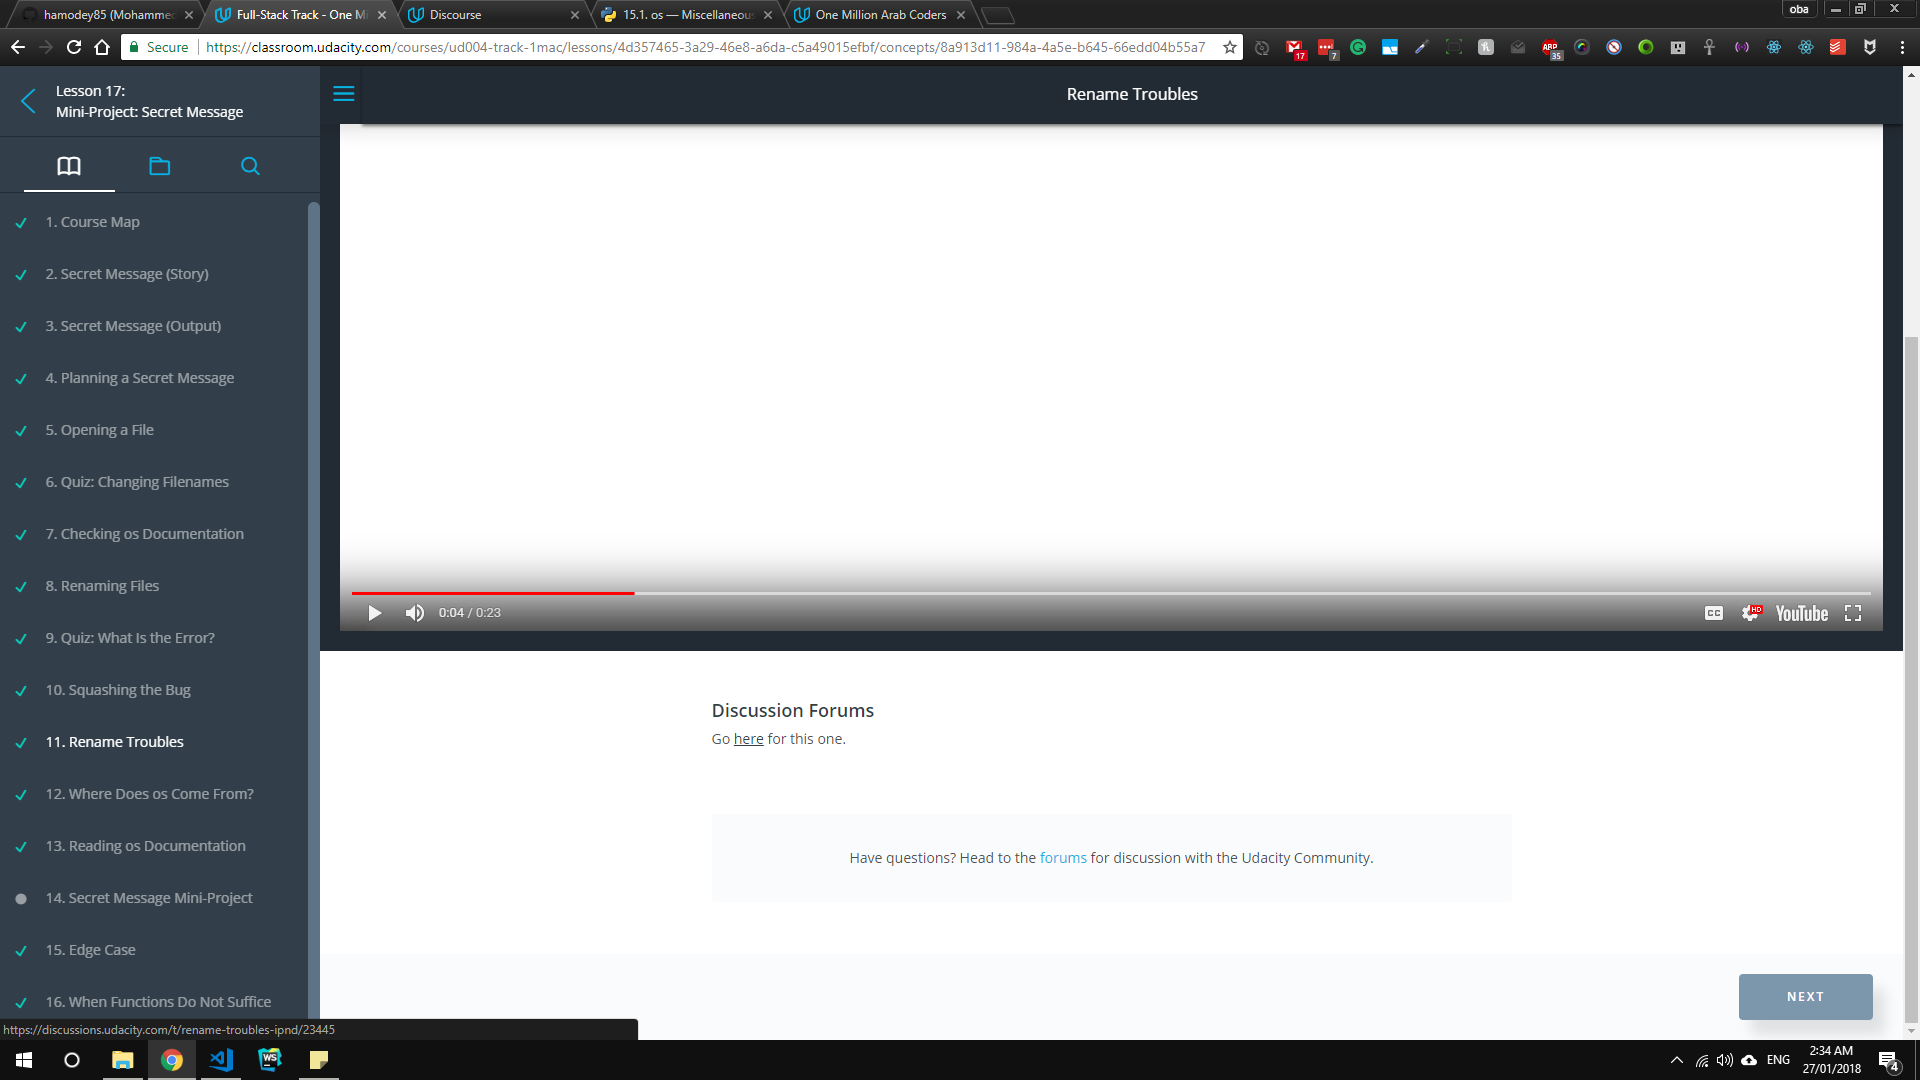 hamodey85 (Mohammed
Full-Stack Track - One Mi
Discourse
15.1. os — Miscellaneous
One Million Arab Coders
oba
Secure
https://classroom.udacity.com/courses/ud004-track-1mac/lessons/4d357465-3a29-46e8-a6da-c5a49015efbf/concepts/8a913d11-984a-4a5e-b645-66edd04b55a7
17
7
ABP
35
Lesson 17:
Mini-Project: Secret Message
Rename Troubles
1. Course Map
2. Secret Message (Story)
3. Secret Message (Output)
4. Planning a Secret Message
5. Opening a File
6. Quiz: Changing Filenames
7. Checking os Documentation
8. Renaming Files
9. Quiz: What Is the Error?
10. Squashing the Bug
11. Rename Troubles
12. Where Does os Come From?
13. Reading os Documentation
14. Secret Message Mini-Project
15. Edge Case
16. When Functions Do Not Suffice
0:04 / 0:23
CC
HD
YouTube
Discussion Forums
Go here for this one.
Have questions? Head to the forums for discussion with the Udacity Community.
NEXT
https://discussions.udacity.com/t/rename-troubles-ipnd/23445
WS
ENG
2:34 AM
27/01/2018
4